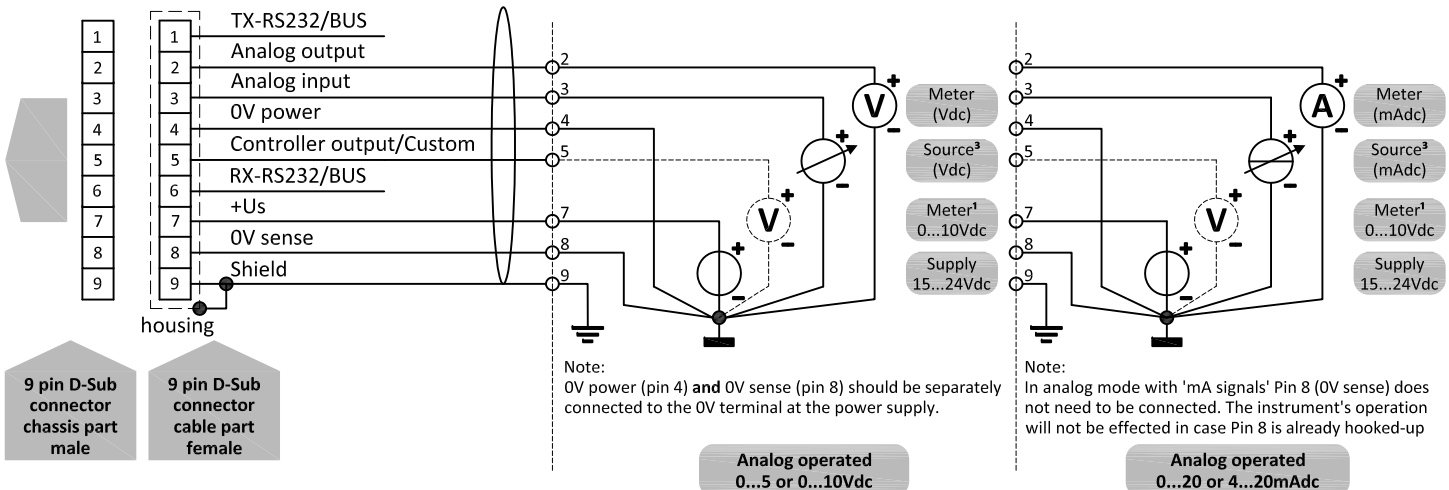 1
2
3
4
5
6
7
8
9
1
2
3
4
5
6
7
8
9
TX-RS232/BUS
Analog output
Analog input
0V power
Controller output/Custom
RX-RS232/BUS
+Us
0V sense
Shield
housing
9 pin D-Sub
connector
chassis part
male
9 pin D-Sub
connector
cable part
female
2
3
4
5
7
8
9
V
+
−
+
−
V
+
−
+
−
Meter
(Vdc)
Source³
(Vdc)
Meter¹
0...10Vdc
Supply
15...24Vdc
Note:
0V power (pin 4) and 0V sense (pin 8) should be separately
connected to the 0V terminal at the power supply.
Analog operated
0...5 or 0...10Vdc
2
3
4
5
7
8
9
A
+
−
+
−
V
+
−
+
−
Meter
(mAdc)
Source³
(mAdc)
Meter¹
0...10Vdc
Supply
15...24Vdc
Note:
In analog mode with 'mA signals' Pin 8 (0V sense) does
not need to be connected. The instrument's operation
will not be effected in case Pin 8 is already hooked-up
Analog operated
0...20 or 4...20mAdc